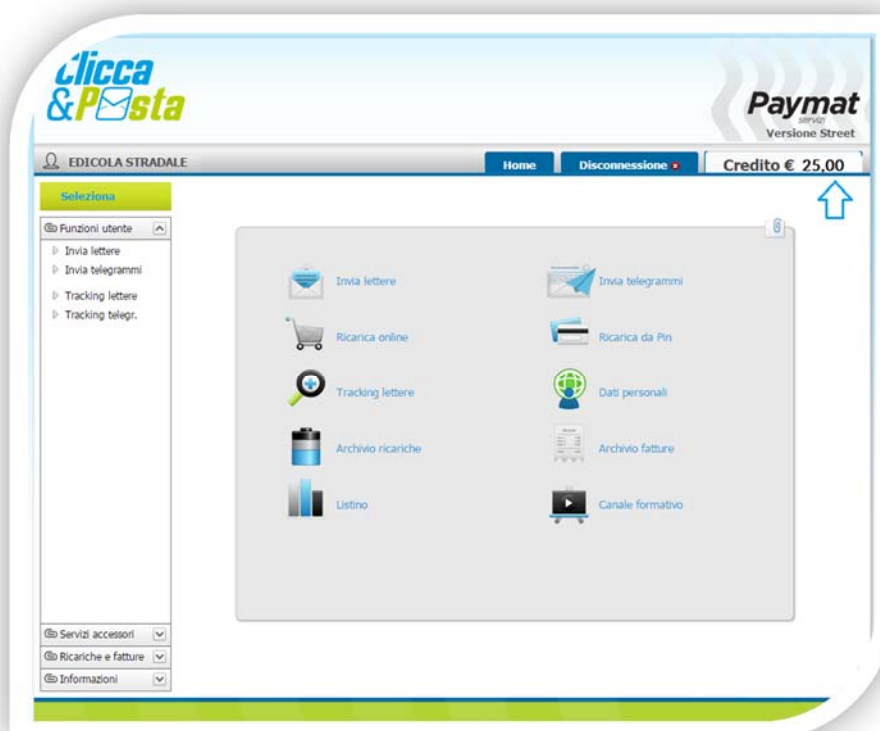 Clicca
&Posta
Paymat
servizi
Versione Street
EDICOLA STRADALE
Home
Disconnessione
Credito € 25,00
Seleziona
Funzioni utente
Invia lettere
Invia telegrammi
Tracking lettere
Tracking telegr.
Invia lettere
Invia telegrammi
Ricarica online
Ricarica da Pin
Tracking lettere
Dati personali
Archivio ricariche
Archivio fatture
Listino
Canale formativo
Servizi accessori
Ricariche e fatture
Informazioni